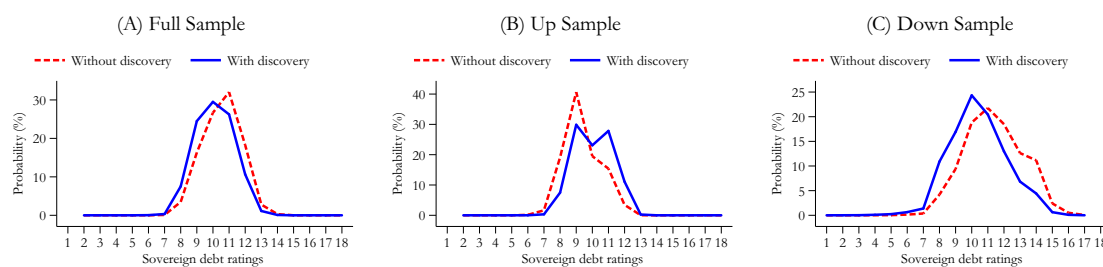 (A) Full Sample
Without discovery With discovery
Probability (%)
30
20
10
0
1 2 3 4 5 6 7 8 9 10 11 12 13 14 15 16 17 18
Sovereign debt ratings
(B) Up Sample
Without discovery With discovery
Probability (%)
40
30
20
10
0
1 2 3 4 5 6 7 8 9 10 11 12 13 14 15 16 17 18
Sovereign debt ratings
(C) Down Sample
Without discovery With discovery
Probability (%)
25
20
15
10
5
0
1 2 3 4 5 6 7 8 9 10 11 12 13 14 15 16 17 18
Sovereign debt ratings